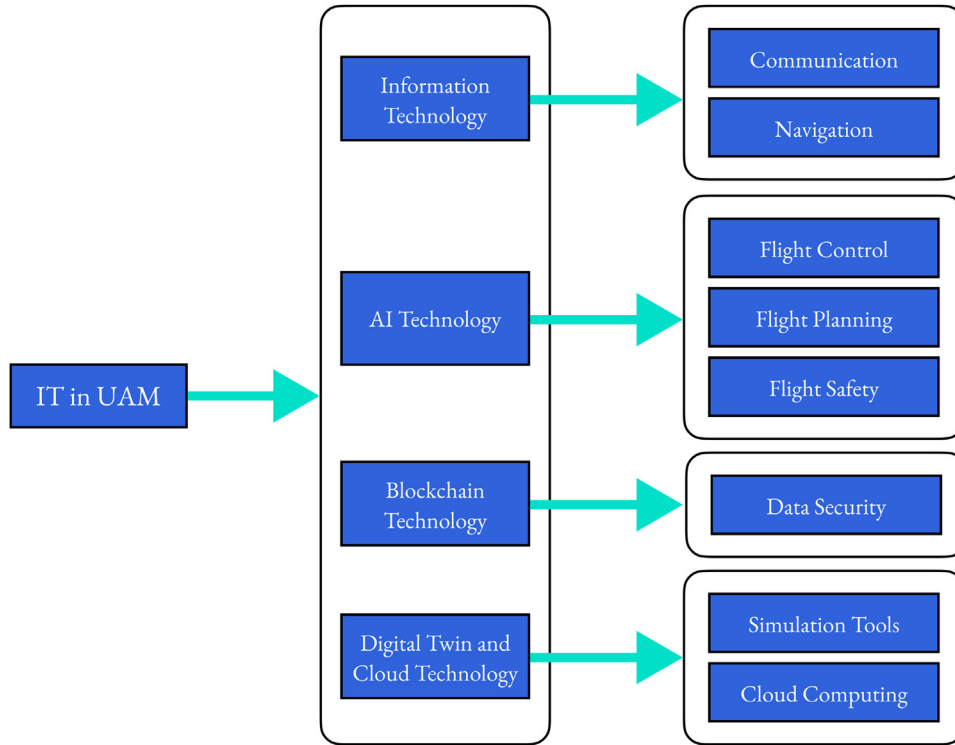 IT in UAM
Information
Technology
Communication
Navigation
AI Technology
Flight Control
Flight Planning
Flight Safety
Blockchain
Technology
Data Security
Digital Twin and
Cloud Technology
Simulation Tools
Cloud Computing